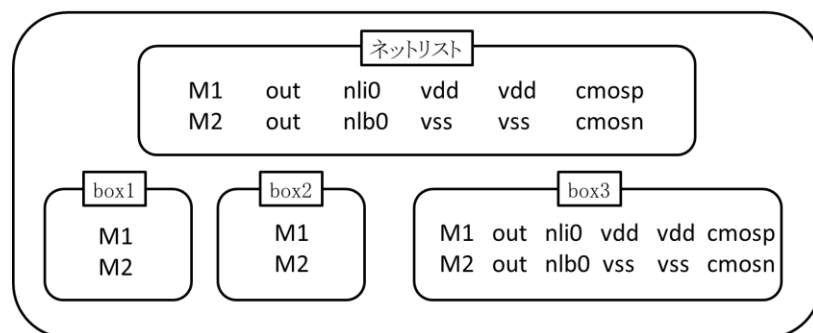 ネットリスト
M1 out nli0 vdd vdd cmosp
M2 out nlb0 vss vss cmosn
box1
M1
M2
box2
M1
M2
box3
M1 out nli0 vdd vdd cmosp
M2 out nlb0 vss vss cmosn